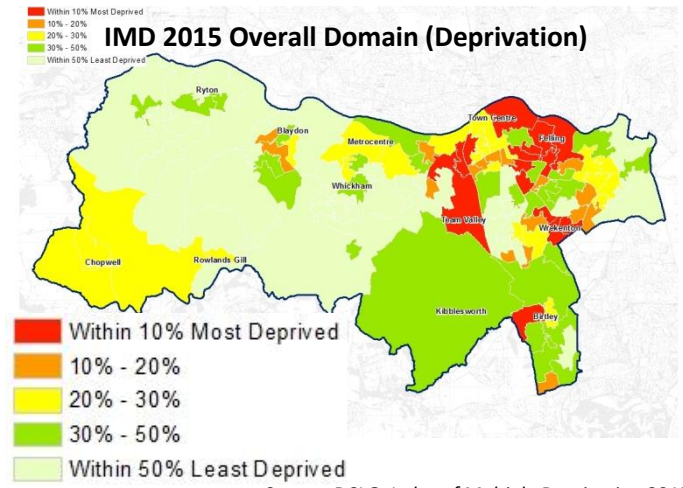 Within 10% Most Deprived
10% - 20%
20% - 30%
30% - 50%
Within 50% Least Deprived
IMD 2015 Overall Domain (Deprivation)
Ryton
Blaydon
Metrocentre
Town Centre
Felling
Whickham
Team Valley
Wrekenton
Chopwell
Rowlands Gill
Kibblesworth
Birtley
Within 10% Most Deprived
10% - 20%
20% - 30%
30% - 50%
Within 50% Least Deprived